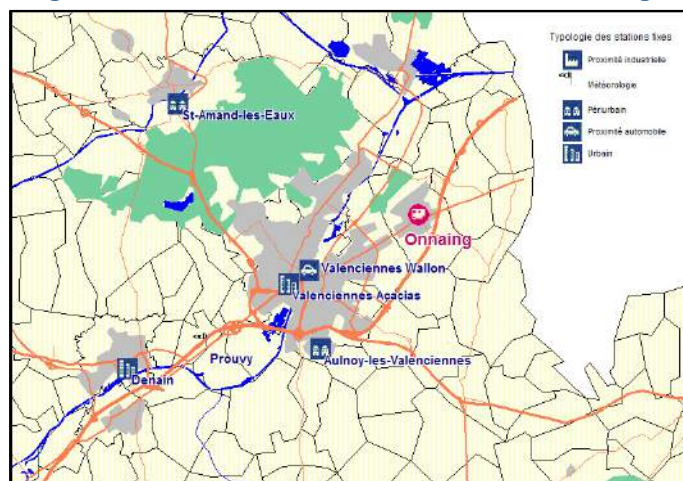 Typologie des stations fixes
Proximité industrielle
Météorologie
Périurbain
Proximité automobile
Urbain
St-Amand-les-Eaux
Onnaing
Valenciennes Wallon
Valenciennes Acacias
Prouvy
Aulnoy-les-Valenciennes
Denain